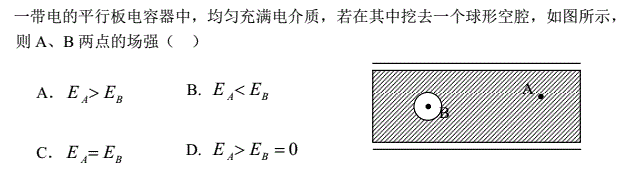 一带电的平行板电容器中，均匀充满电介质，若在其中挖去一个球形空腔，如图所示，
则 A、B 两点的场强（ ）
A． E_A> E_B
B. E_A< E_B
C． E_A= E_B
D. E_A> E_B = 0
A
B